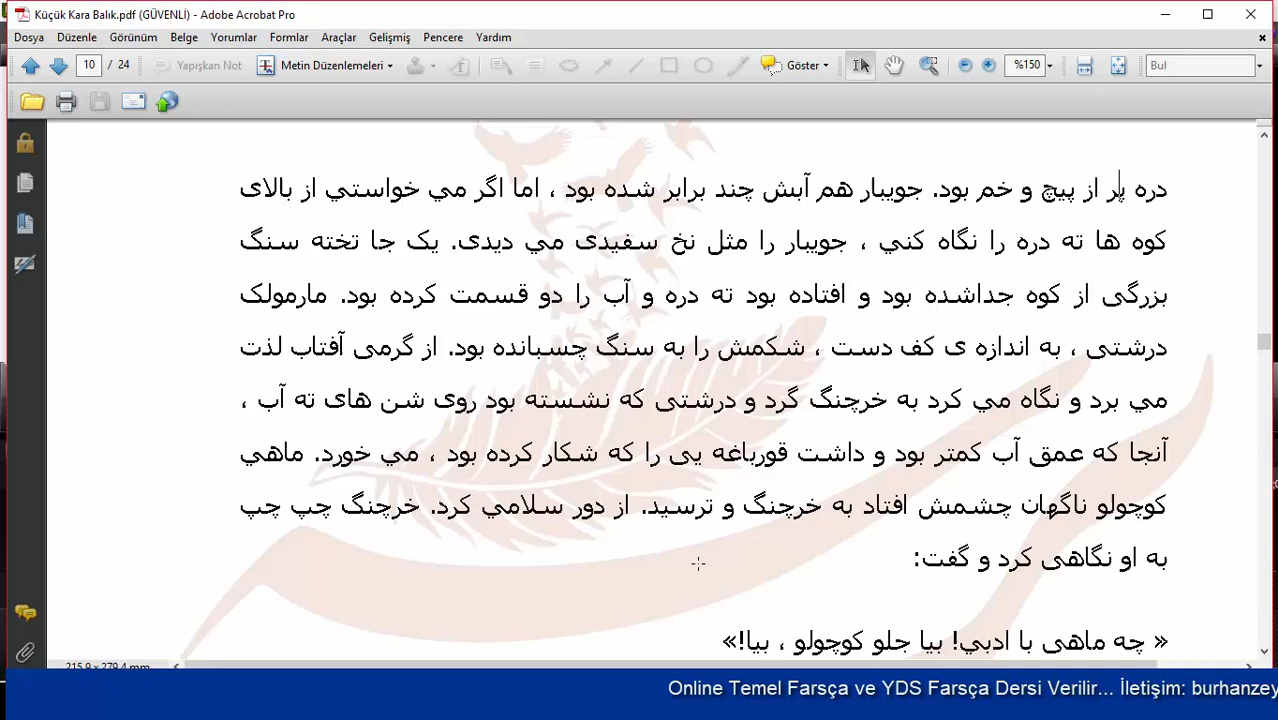 Küçük Kara Balık.pdf (GÜVENLİ) - Adobe Acrobat Pro
Dosya Düzenle Görünüm Belge Yorumlar Formlar Araçlar Gelişmiş Pencere Yardım
10 / 24 Yapışkan Not Metin Düzenlemeleri Göster %150 Bul
دره پر از پیچ و خم بود. جویبار هم آبش چند برابر شده بود ، اما اگر مي خواستي از بالای
کوه ها ته دره را نگاه کني ، جویبار را مثل نخ سفیدی مي دیدی. یک جا تخته سنگ
بزرگی از کوه جداشده بود و افتاده بود ته دره و آب را دو قسمت کرده بود. مارمولک
درشتی ، به اندازه ی کف دست ، شکمش را به سنگ چسبانده بود. از گرمی آفتاب لذت
مي برد و نگاه مي کرد به خرچنگ گرد و درشتی که نشسته بود روی شن های ته آب ،
آنجا که عمق آب کمتر بود و داشت قورباغه یی را که شکار کرده بود ، مي خورد. ماهي
کوچولو ناگهان چشمش افتاد به خرچنگ و ترسید. از دور سلامي کرد. خرچنگ چپ چپ
به او نگاهی کرد و گفت:
« چه ماهی با ادبي! بیا جلو کوچولو ، بیا!»
215,9 x 279,4 mm
Online Temel Farsça ve YDS Farsça Dersi Verilir... İletişim: burhanzey